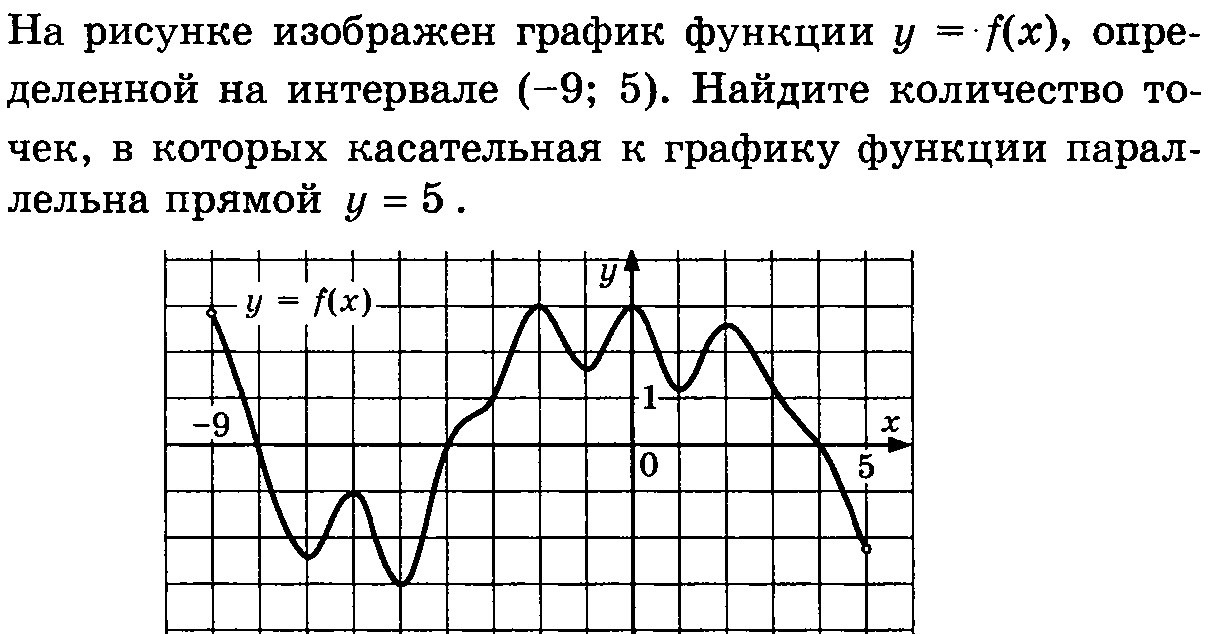 На рисунке изображен график функции y = f(x), опре-
деленной на интервале (−9; 5). Найдите количество то-
чек, в которых касательная к графику функции парал-
лельна прямой y = 5 .
y
y = f(x)
1
−9
x
0
5